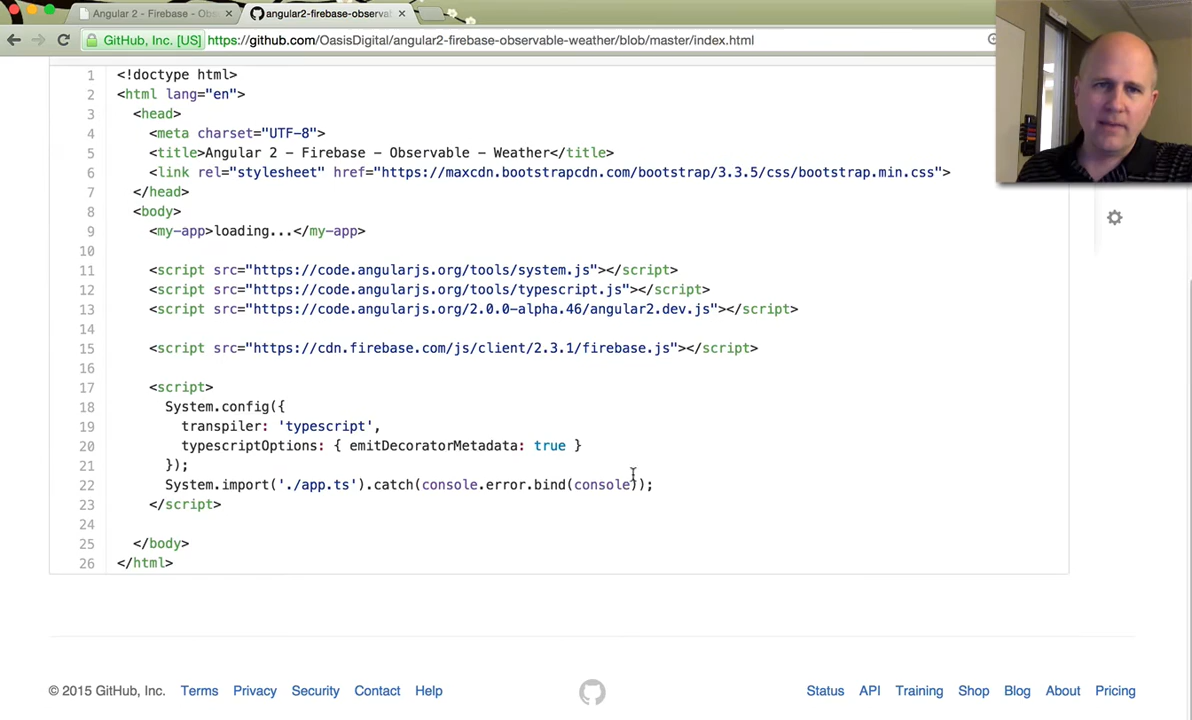 Angular 2 - Firebase - Obs
angular2-firebase-observa
GitHub, Inc. [US] https://github.com/OasisDigital/angular2-firebase-observable-weather/blob/master/index.html
1 <!doctype html>
2 <html lang="en">
3 <head>
4 <meta charset="UTF-8">
5 <title>Angular 2 - Firebase - Observable - Weather</title>
6 <link rel="stylesheet" href="https://maxcdn.bootstrapcdn.com/bootstrap/3.3.5/css/bootstrap.min.css">
7 </head>
8 <body>
9 <my-app>loading...</my-app>
10
11 <script src="https://code.angularjs.org/tools/system.js"></script>
12 <script src="https://code.angularjs.org/tools/typescript.js"></script>
13 <script src="https://code.angularjs.org/2.0.0-alpha.46/angular2.dev.js"></script>
14
15 <script src="https://cdn.firebase.com/js/client/2.3.1/firebase.js"></script>
16
17 <script>
18 System.config({
19 transpiler: 'typescript',
20 typescriptOptions: { emitDecoratorMetadata: true }
21 });
22 System.import('./app.ts').catch(console.error.bind(console));
23 </script>
24
25 </body>
26 </html>
© 2015 GitHub, Inc. Terms Privacy Security Contact Help Status API Training Shop Blog About Pricing